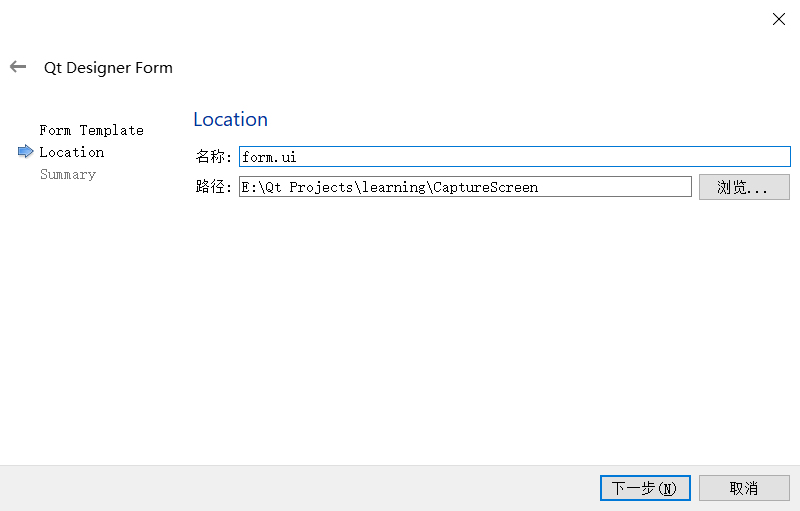 Qt Designer Form
Form Template
Location
Summary
Location
名称: form.ui
路径: E:\Qt Projects\learning\CaptureScreen 浏览...
下一步(N) 取消